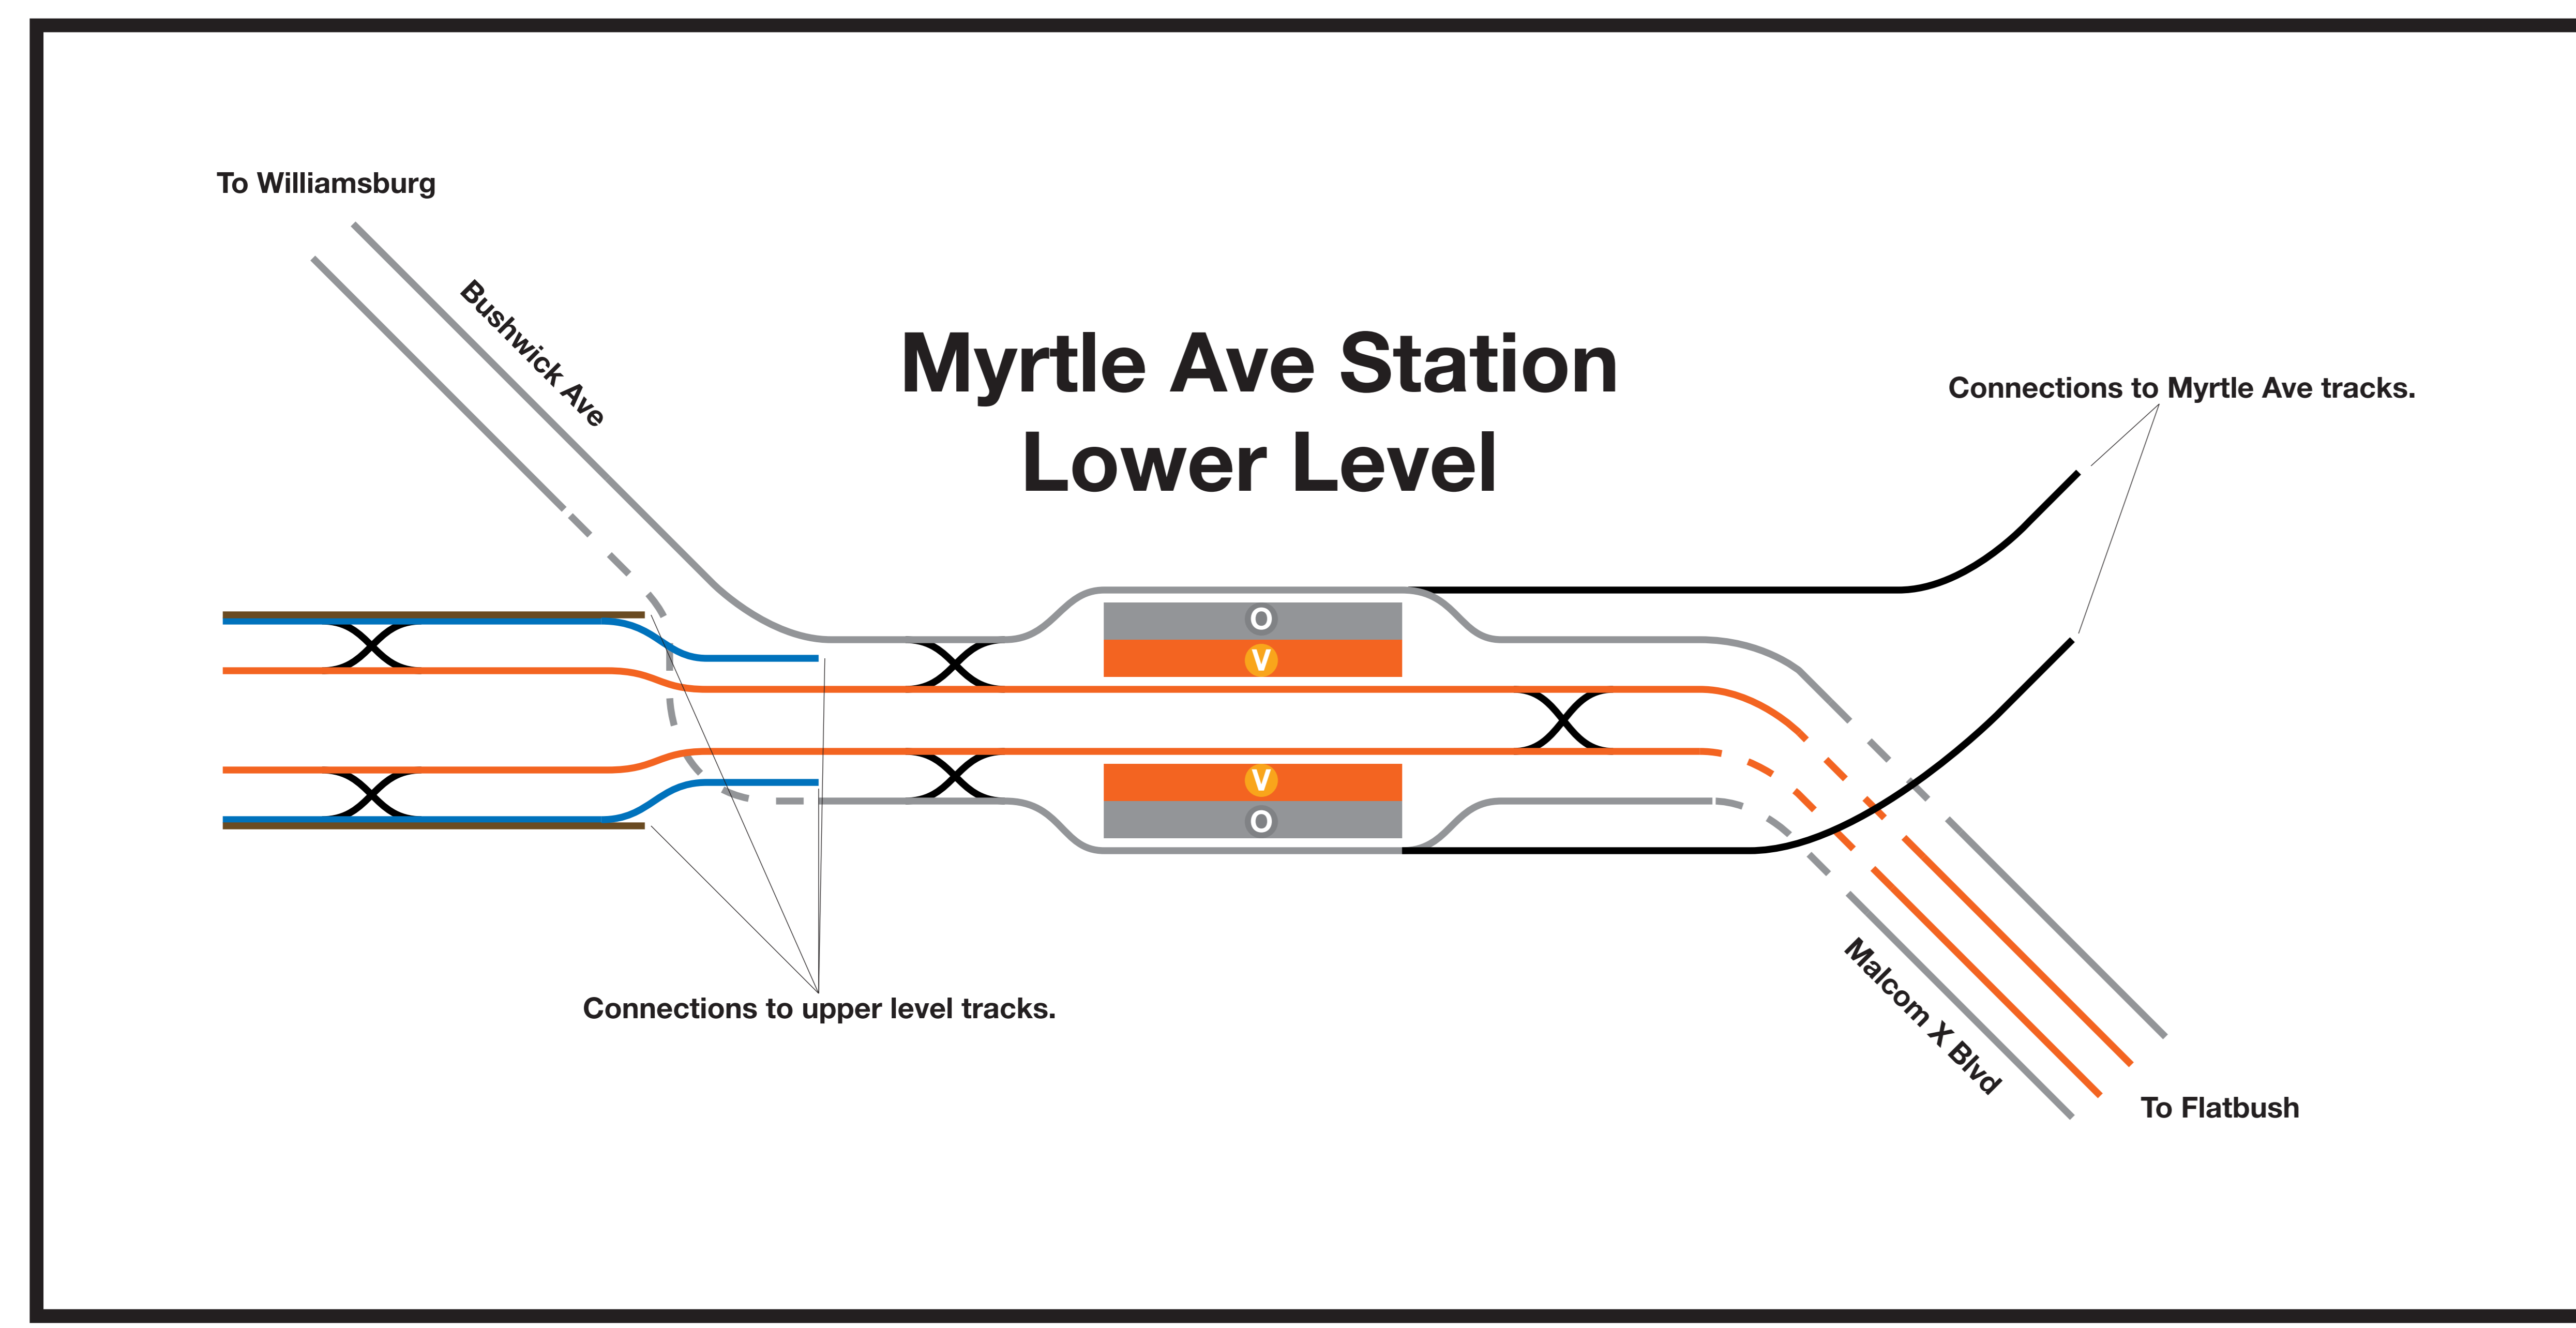 To Williamsburg
Bushwick Ave
Myrtle Ave Station
Lower Level
Connections to Myrtle Ave tracks.
O
V
V
O
Connections to upper level tracks.
Malcom X Blvd
To Flatbush